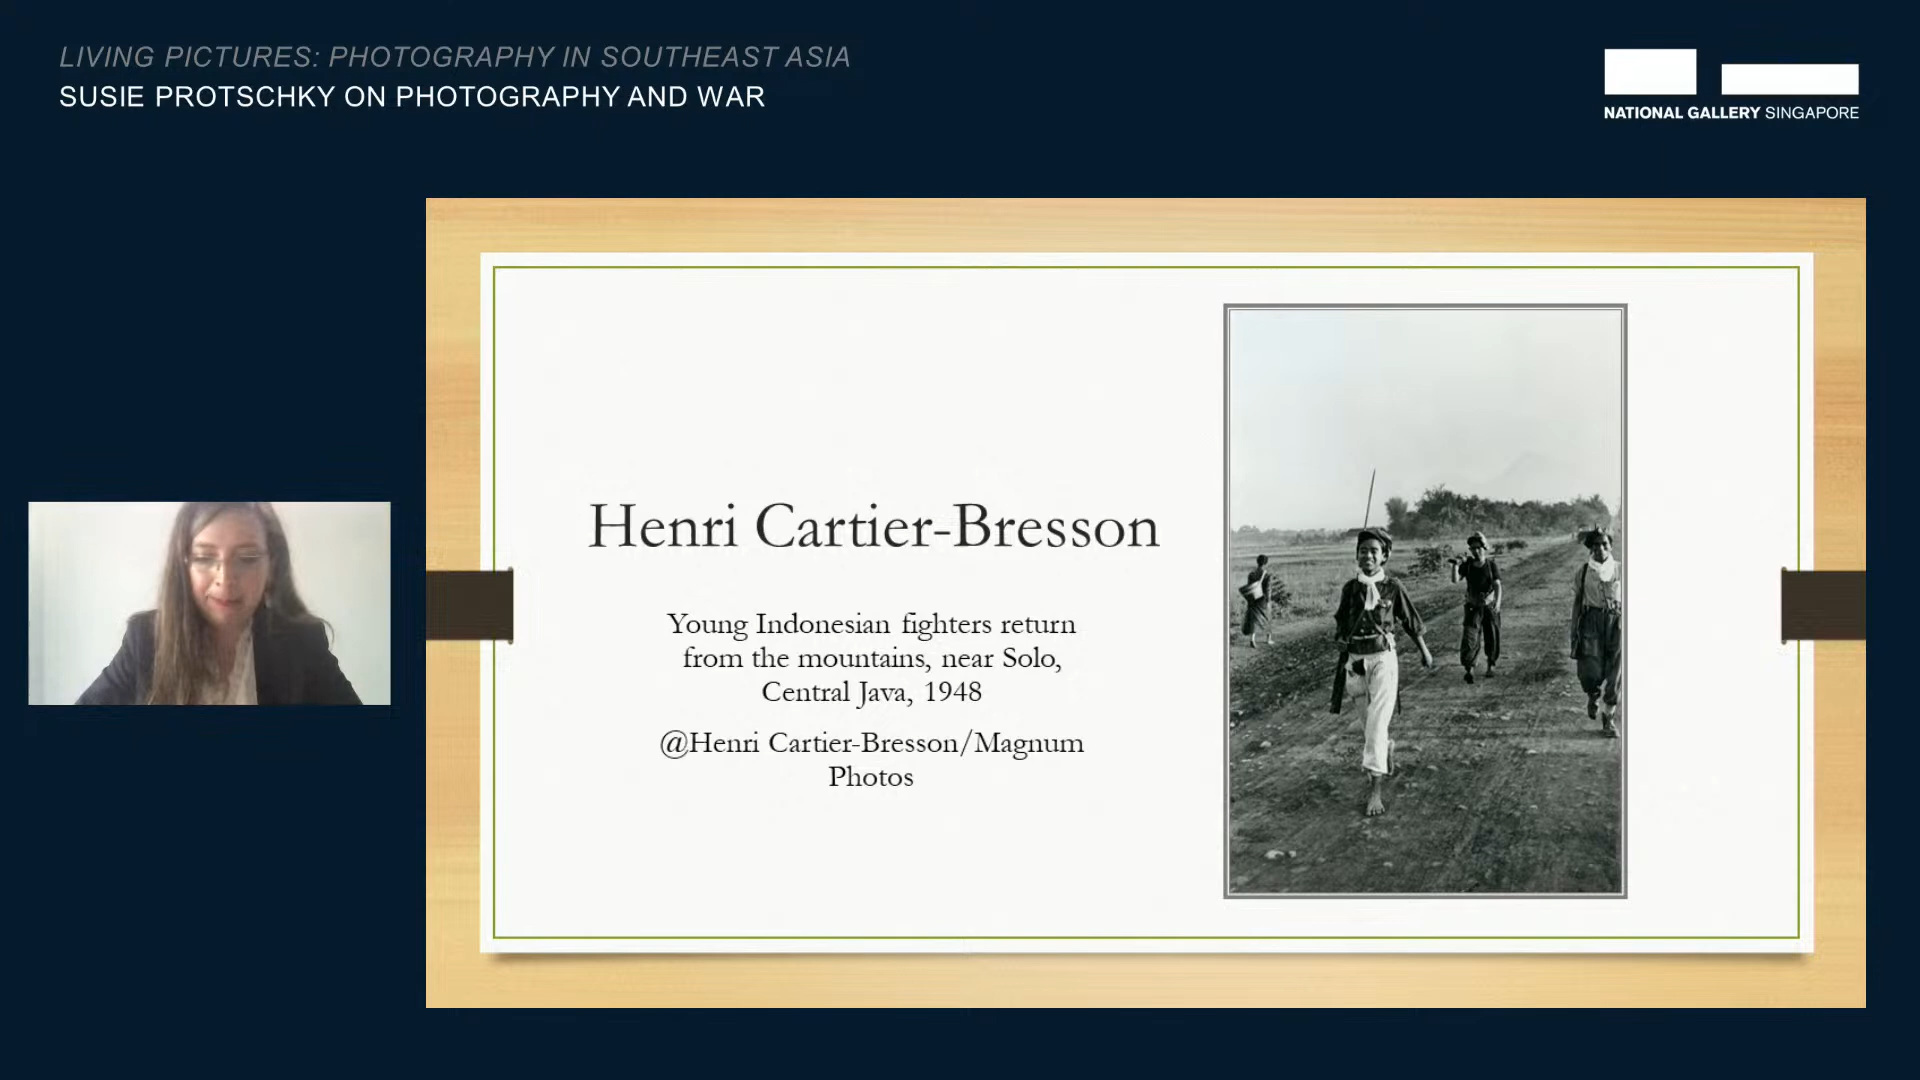 LIVING PICTURES: PHOTOGRAPHY IN SOUTHEAST ASIA
SUSIE PROTSCHKY ON PHOTOGRAPHY AND WAR
NATIONAL GALLERY SINGAPORE
Henri Cartier-Bresson
Young Indonesian fighters return
from the mountains, near Solo,
Central Java, 1948
@Henri Cartier-Bresson/Magnum
Photos